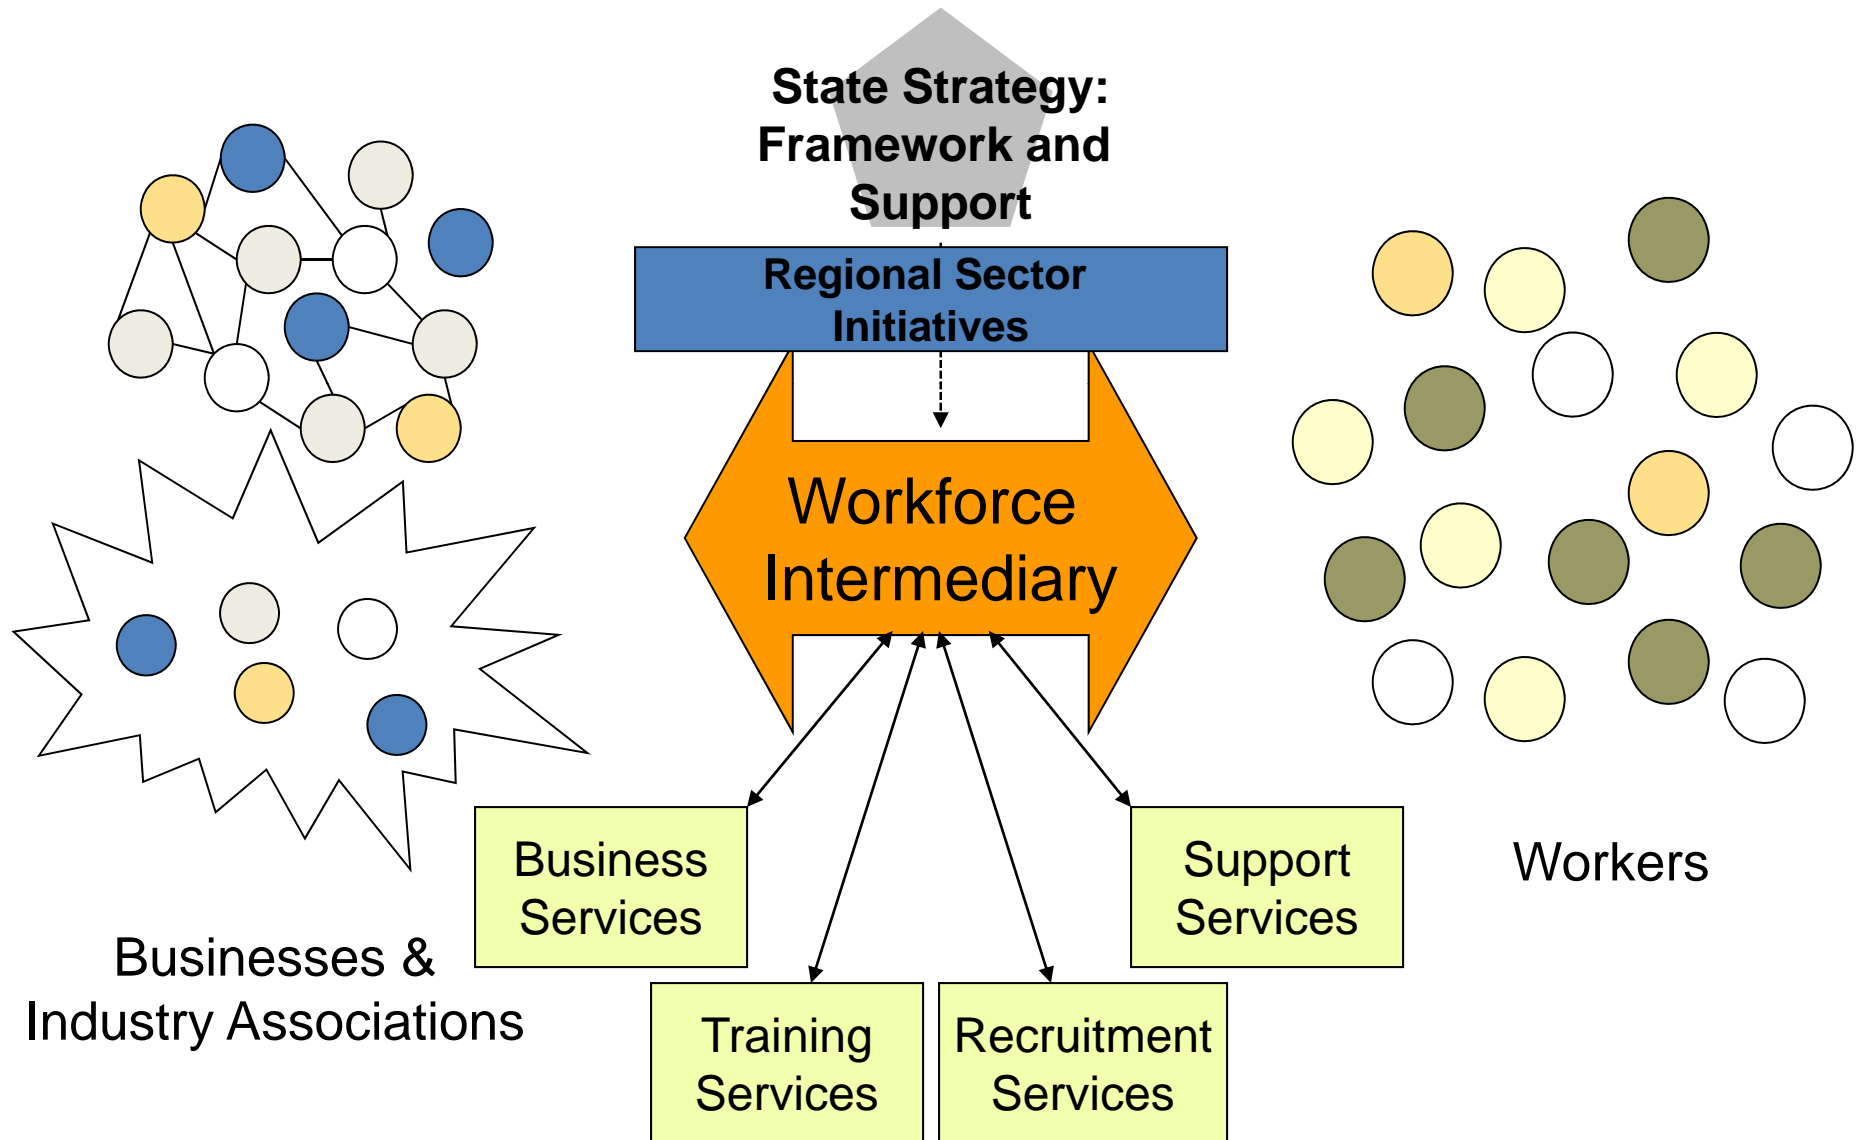 State Strategy:
Framework and
Support
Regional Sector
Initiatives
Workforce
Intermediary
Business
Services
Support
Services
Workers
Businesses &
Industry Associations
Training
Services
Recruitment
Services